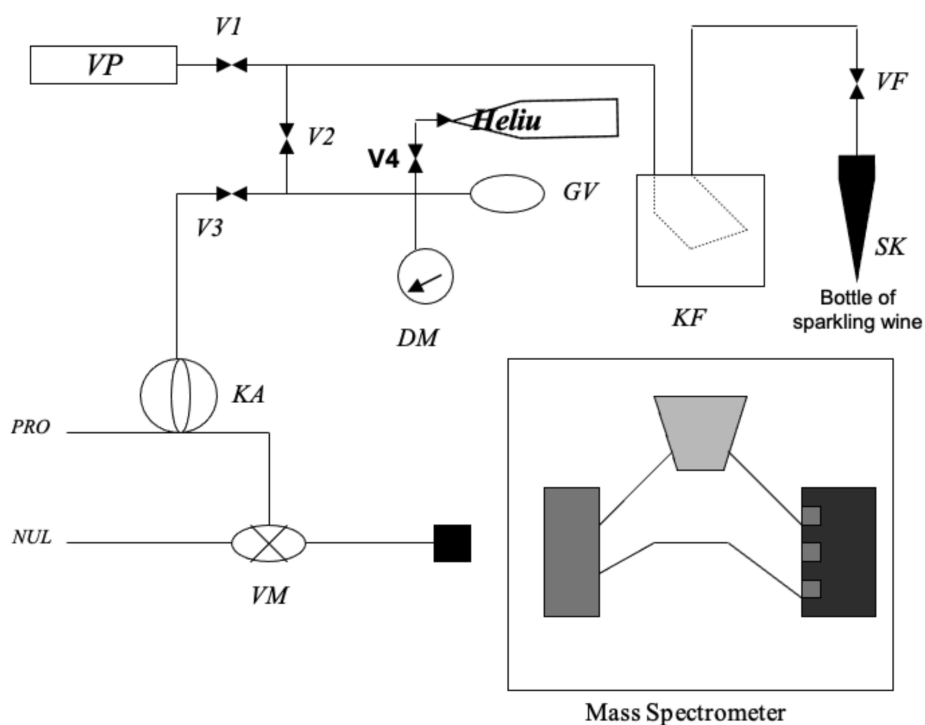 V1
VP
VF
Heliu
V2
V4
GV
V3
SK
Bottle of
sparkling wine
KF
DM
KA
PRO
NUL
VM
Mass Spectrometer